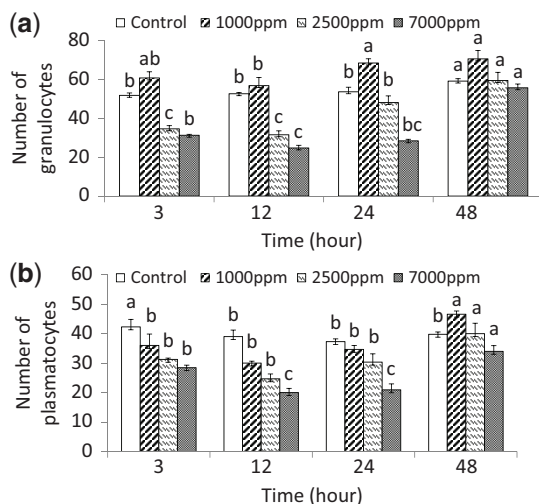 (a)
Control 1000ppm 2500ppm 7000ppm
Number of granulocytes
80
60
40
20
0
b ab c b
b b c c
b a b bc
a a a a
3 12 24 48
Time (hour)
(b)
Control 1000ppm 2500ppm 7000ppm
Number of plasmatocytes
60
50
40
30
20
10
0
a b b b
b b b c
b b b c
b a a a
3 12 24 48
Time (hour)